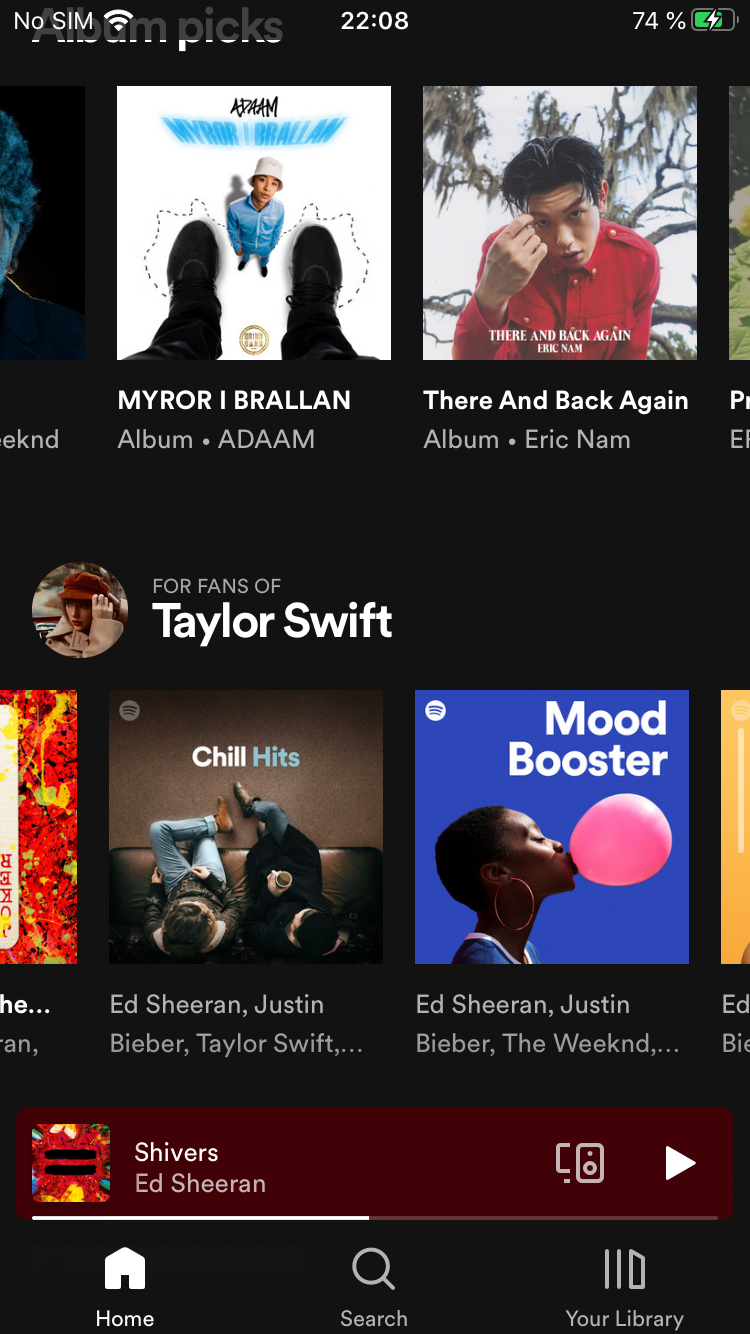 No SIM 22:08 74 %
Album picks
ADAAM
MYROR I BRALLAN
THERE AND BACK AGAIN
ERIC NAM
MYROR I BRALLAN
There And Back Again
Pr
eeknd
Album • ADAAM
Album • Eric Nam
EP
FOR FANS OF
Taylor Swift
Chill Hits
Mood
Booster
he...
Ed Sheeran, Justin
Ed Sheeran, Justin
Ed
ran,
Bieber, Taylor Swift,...
Bieber, The Weeknd,...
Bie
Shivers
Ed Sheeran
Home
Search
Your Library